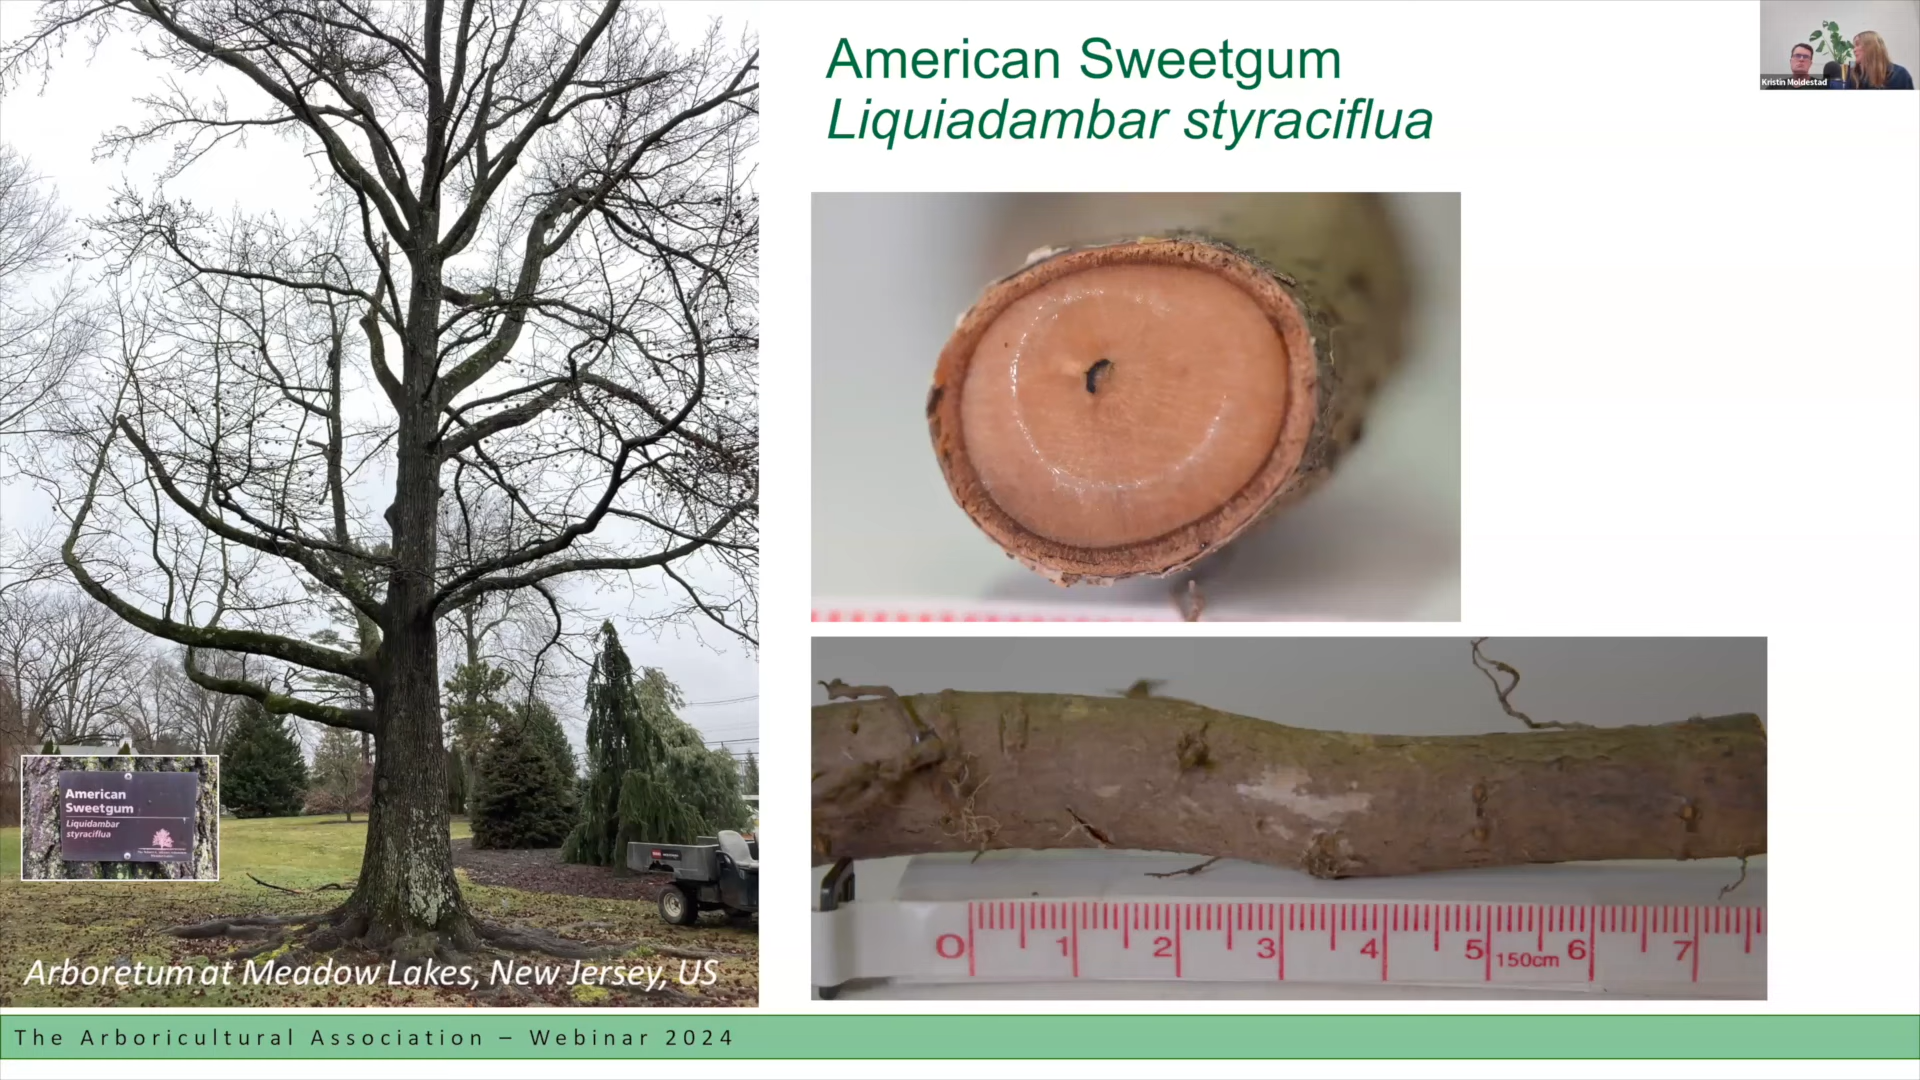 American Sweetgum
Liquiadambar styraciflua
Kristin Moldestad
American
Sweetgum
Liquidambar
styraciflua
Arboretum at Meadow Lakes, New Jersey, US
0 1 2 3 4 5 150cm 6 7
The Arboricultural Association – Webinar 2024